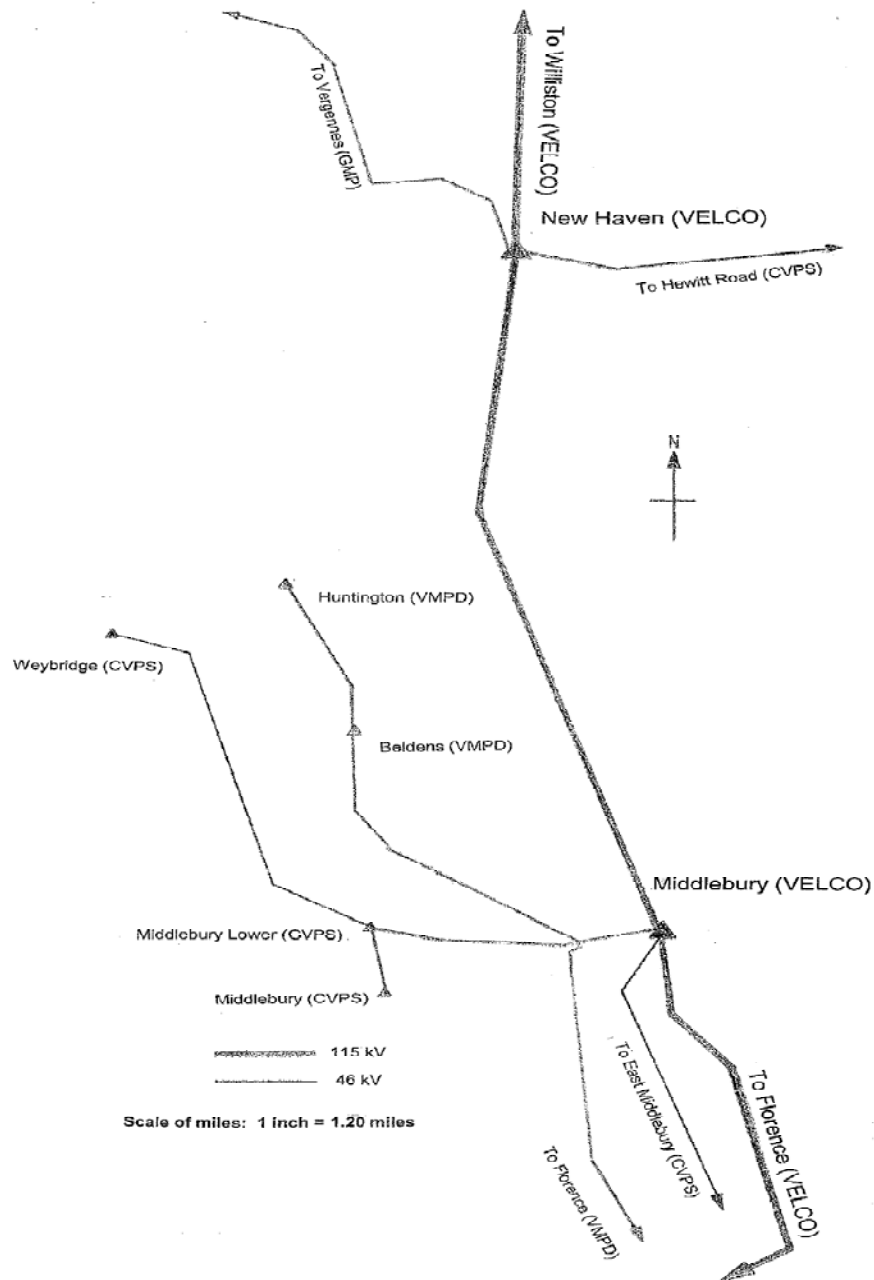 To Williston (VELCO)
To Vergennes (GMP)
New Haven (VELCO)
To Hewitt Road (CVPS)
N
Huntington (VMPD)
Weybridge (CVPS)
Beldens (VMPD)
Middlebury (VELCO)
Middlebury Lower (CVPS)
Middlebury (CVPS)
115 kV
46 kV
To East Middlebury (CVPS)
To Florence (VELCO)
Scale of miles: 1 inch = 1.20 miles
To Florence (VMPD)